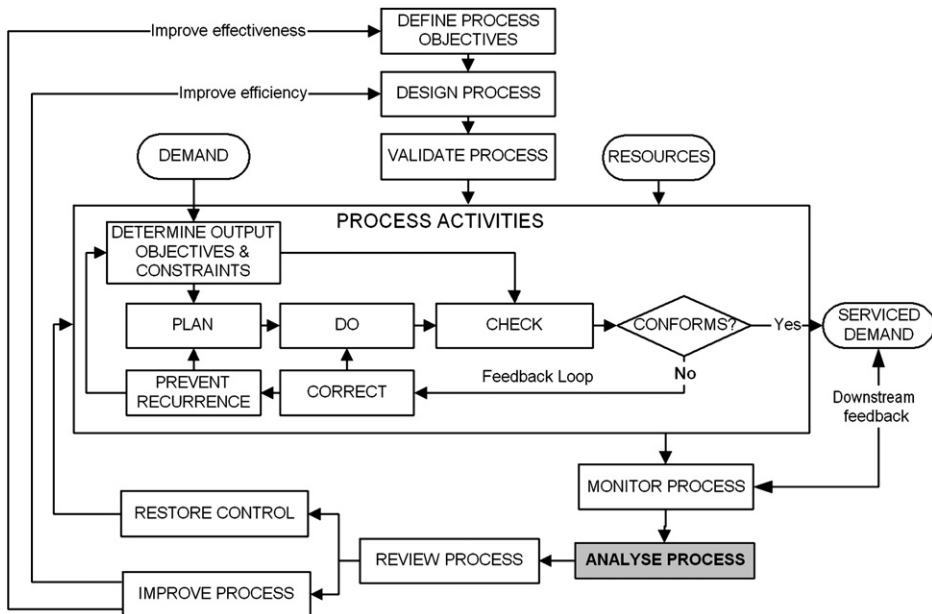 DEFINE PROCESS
OBJECTIVES
Improve effectiveness
Improve efficiency
DESIGN PROCESS
DEMAND
VALIDATE PROCESS
RESOURCES
PROCESS ACTIVITIES
DETERMINE OUTPUT
OBJECTIVES &
CONSTRAINTS
PLAN
DO
CHECK
CONFORMS?
Yes
SERVICED
DEMAND
No
Feedback Loop
PREVENT
RECURRENCE
CORRECT
Downstream
feedback
MONITOR PROCESS
RESTORE CONTROL
REVIEW PROCESS
ANALYSE PROCESS
IMPROVE PROCESS